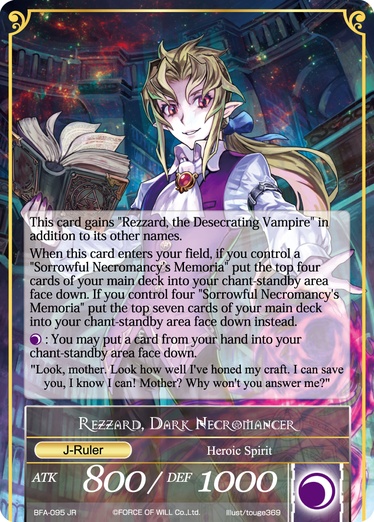 This card gains "Rezzard, the Desecrating Vampire" in
addition to its other names.
When this card enters your field, if you control a
"Sorrowful Necromancy's Memoria" put the top four
cards of your main deck into your chant-standby area
face down. If you control four "Sorrowful Necromancy's
Memoria" put the top seven cards of your main deck
into your chant-standby area face down instead.
: You may put a card from your hand into your
chant-standby area face down.
"Look, mother. Look how well I've honed my craft. I can save
you, I know I can! Mother? Why won't you answer me?"
Rezzard, Dark Necromancer
J-Ruler Heroic Spirit
ATK 800/ DEF 1000
BFA-095 JR ©FORCE OF WILL Co.,Ltd. Illust/touge369